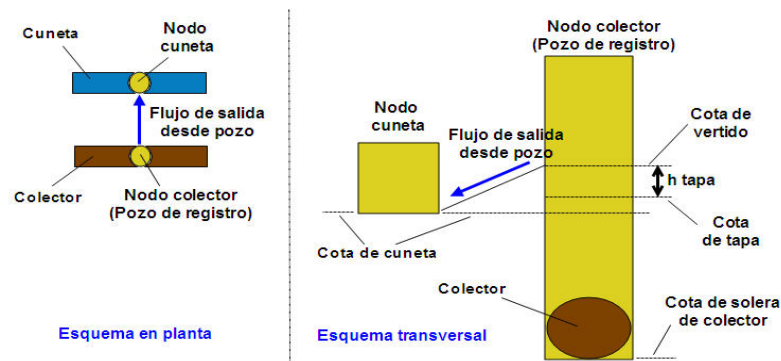 Cuneta
Nodo
cuneta
Flujo de salida
desde pozo
Colector
Nodo colector
(Pozo de registro)
Esquema en planta
Nodo colector
(Pozo de registro)
Nodo
cuneta
Flujo de salida
desde pozo
Cota de
vertido
h tapa
Cota
de tapa
Cota de cuneta
Colector
Cota de solera
de colector
Esquema transversal